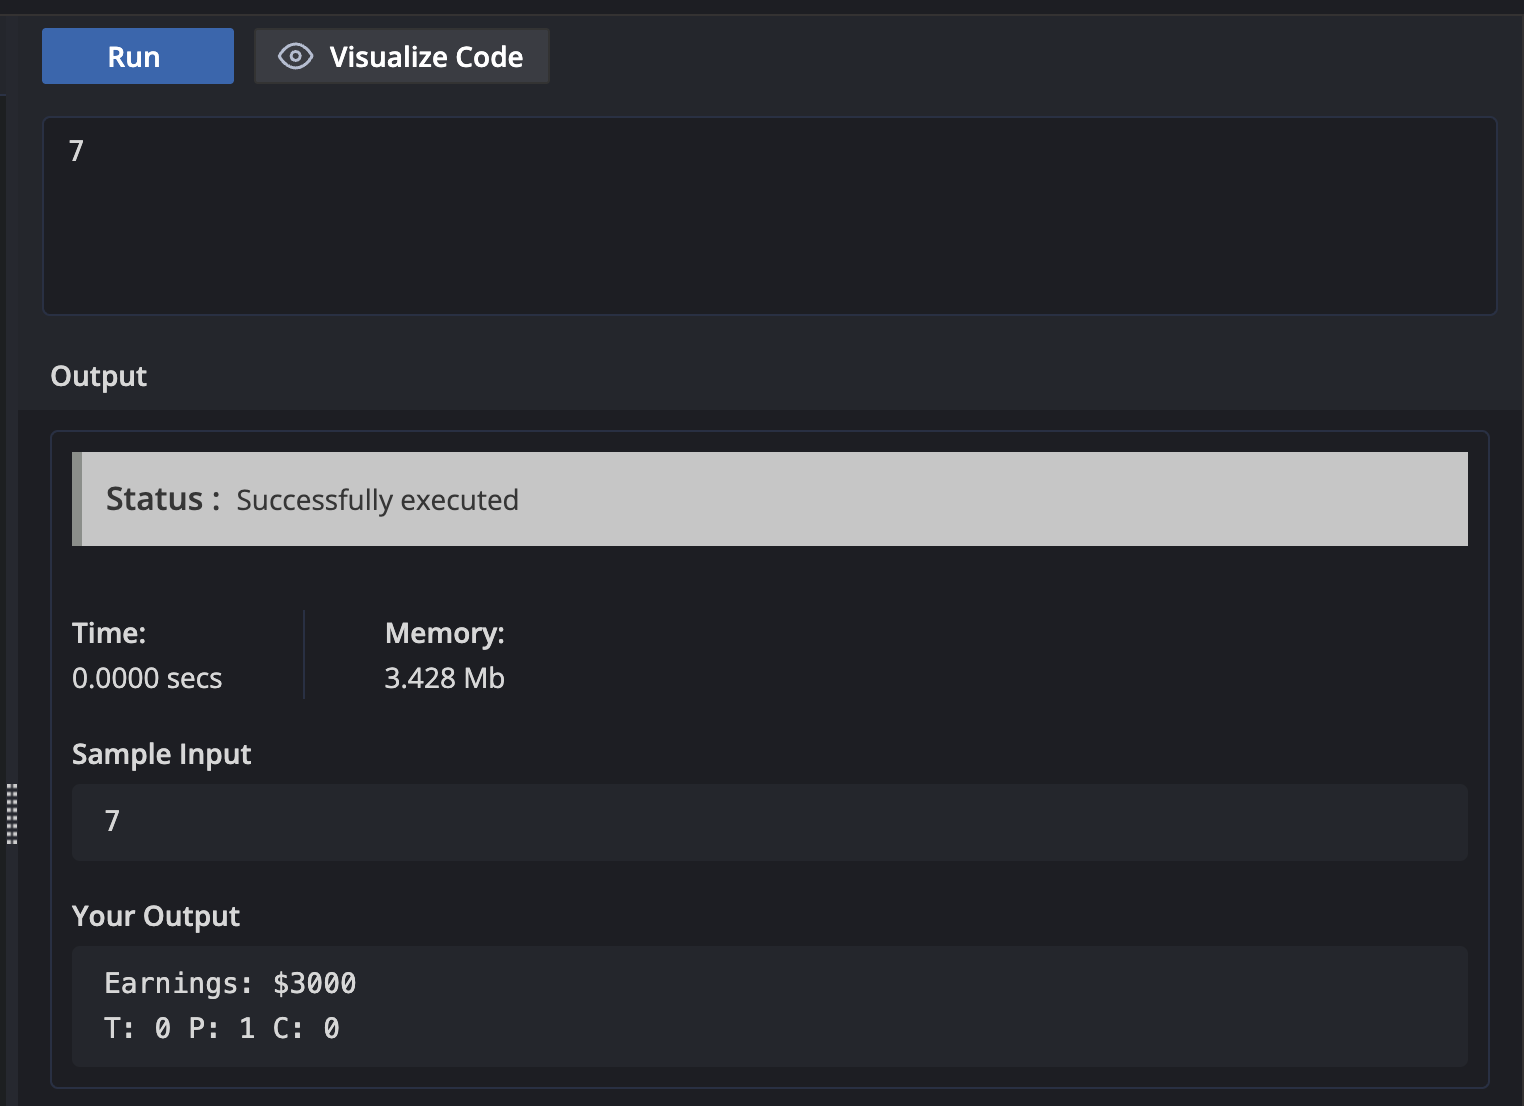 Run
Visualize Code
7
Output
Status : Successfully executed
Time:
0.0000 secs
Memory:
3.428 Mb
Sample Input
7
Your Output
Earnings: $3000
T: 0 P: 1 C: 0